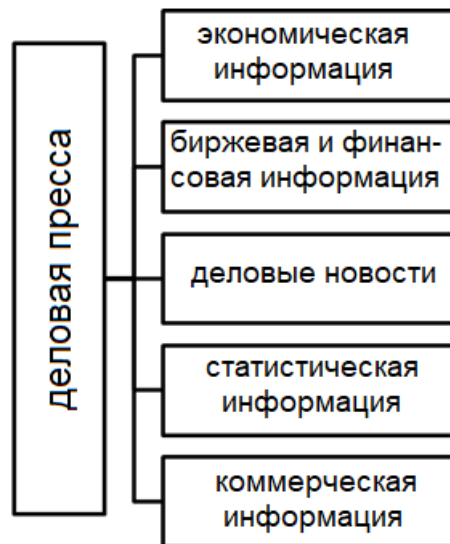 деловая пресса
экономическая
информация
биржевая и финан-
совая информация
деловые новости
статистическая
информация
коммерческая
информация